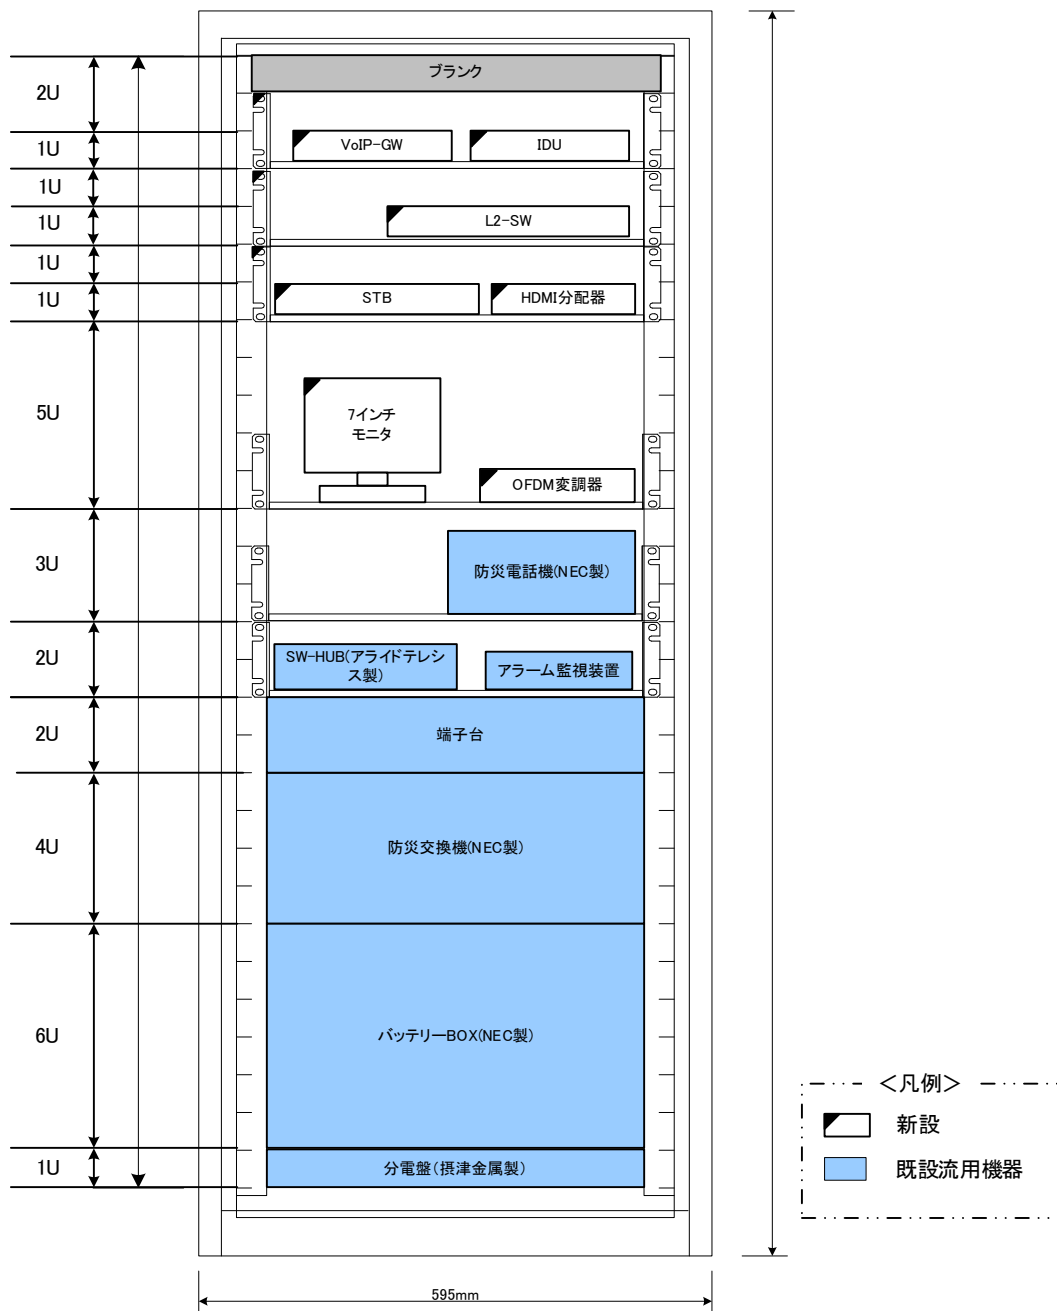 ブランク
2U
1U
VoIP-GW
IDU
1U
1U
L2-SW
1U
1U
STB
HDMI分配器
5U
7インチ
モニタ
OFDM変調器
3U
防災電話機(NEC製)
2U
SW-HUB(アライドテレシ
ス製)
アラーム監視装置
2U
端子台
4U
防災交換機(NEC製)
6U
バッテリーBOX(NEC製)
1U
分電盤(摂津金属製)
＜凡例＞
新設
既設流用機器
595mm